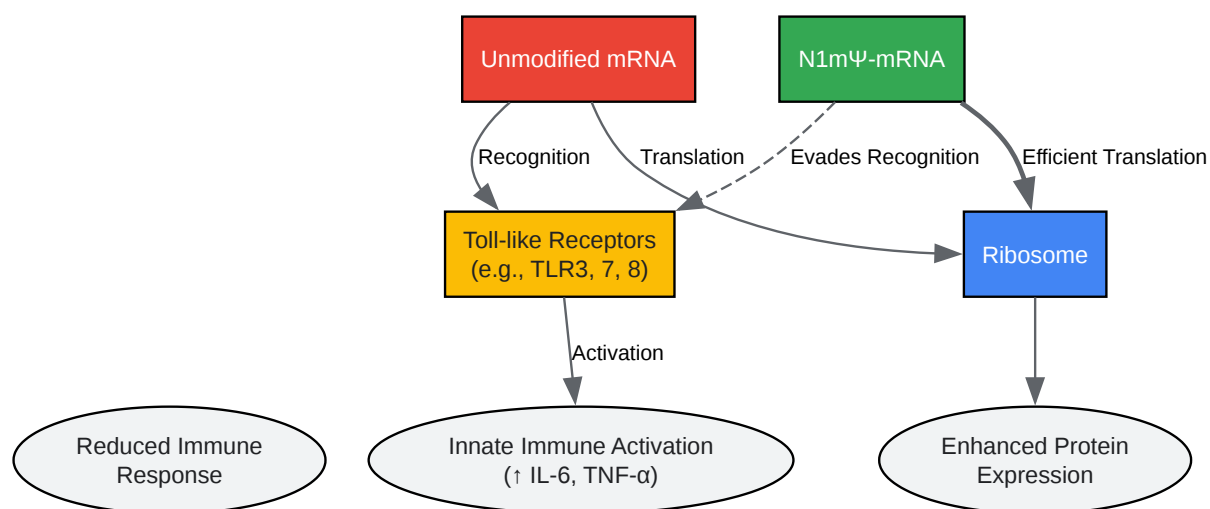 Unmodified mRNA
N1mΨ-mRNA
Recognition
Translation
Evades Recognition
Efficient Translation
Toll-like Receptors
(e.g., TLR3, 7, 8)
Ribosome
Activation
Reduced Immune
Response
Innate Immune Activation
(↑ IL-6, TNF-α)
Enhanced Protein
Expression